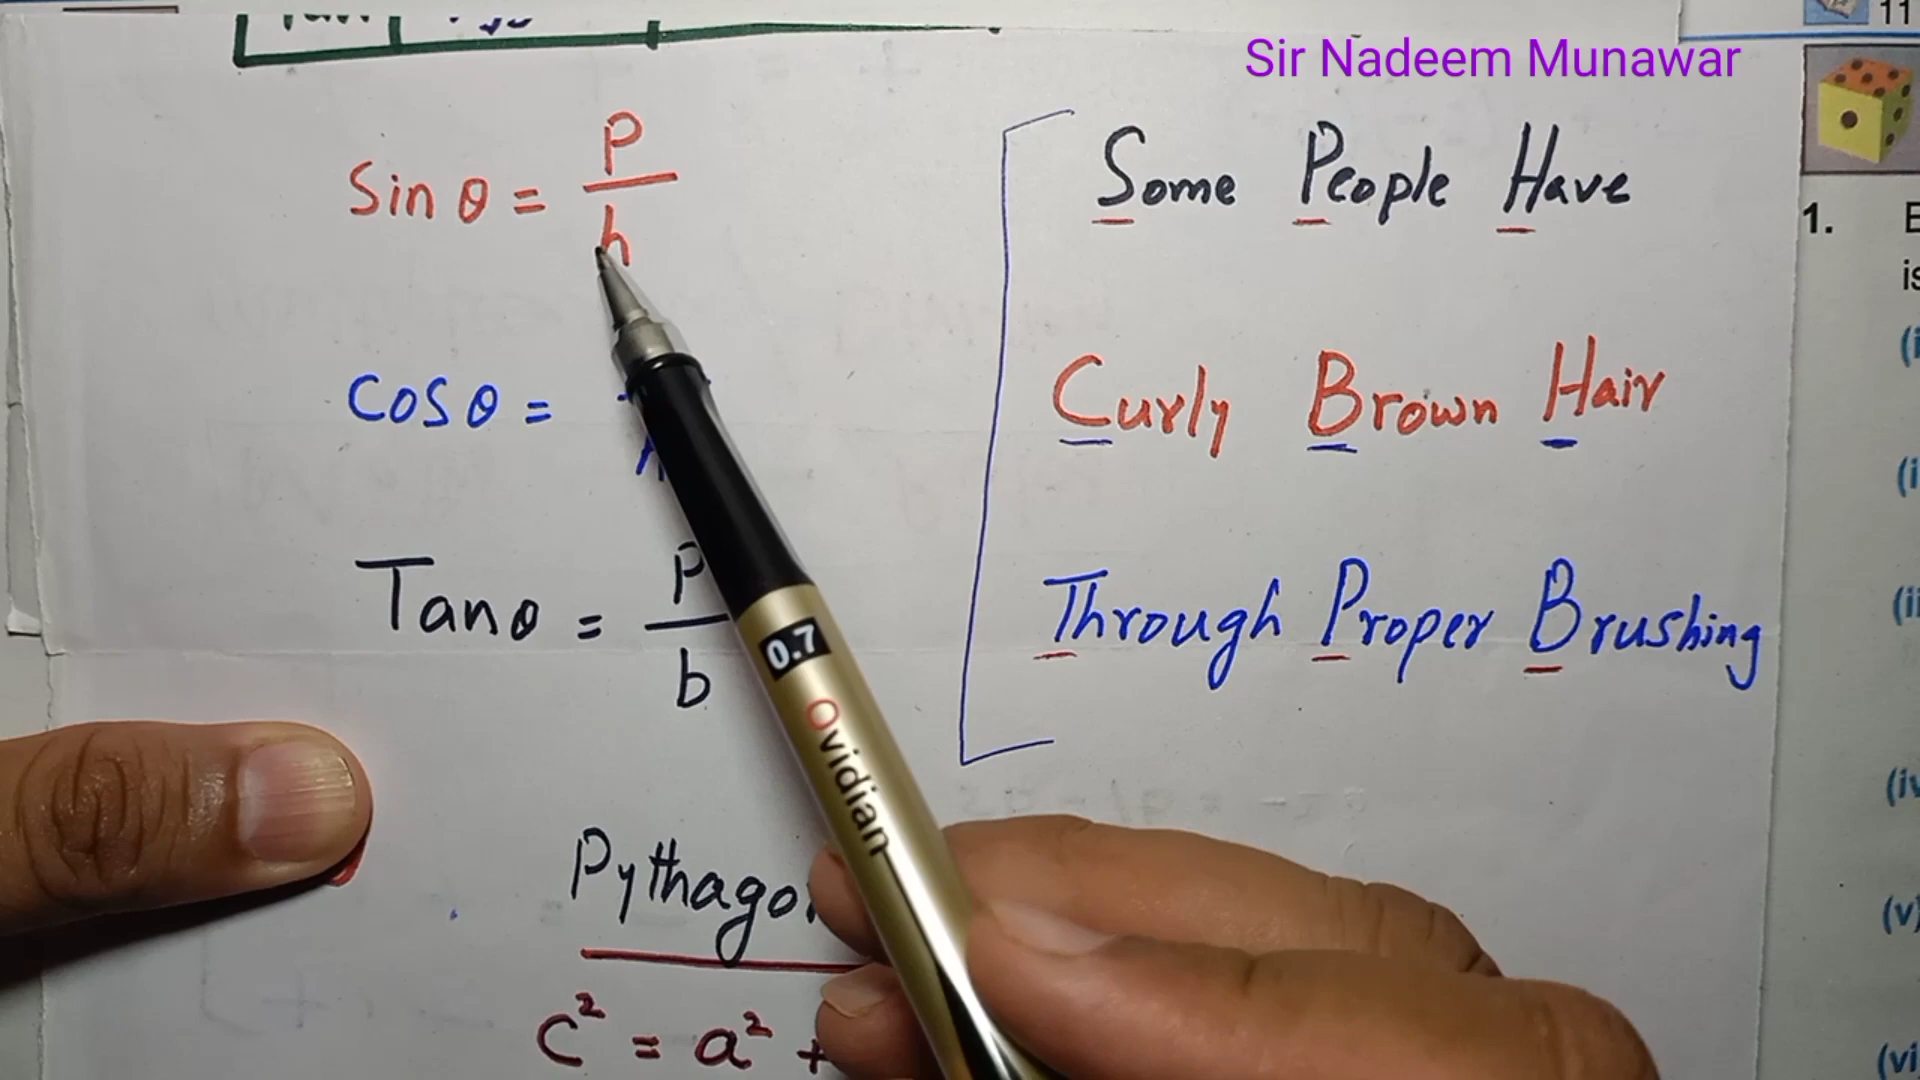 Sir Nadeem Munawar
11
Sin θ = P/h
Some People Have
1.
Cos θ =
Curly Brown Hair
Tan θ = P/b
Through Proper Brushing
0.7
Ovidian
C² = a² +
(v)